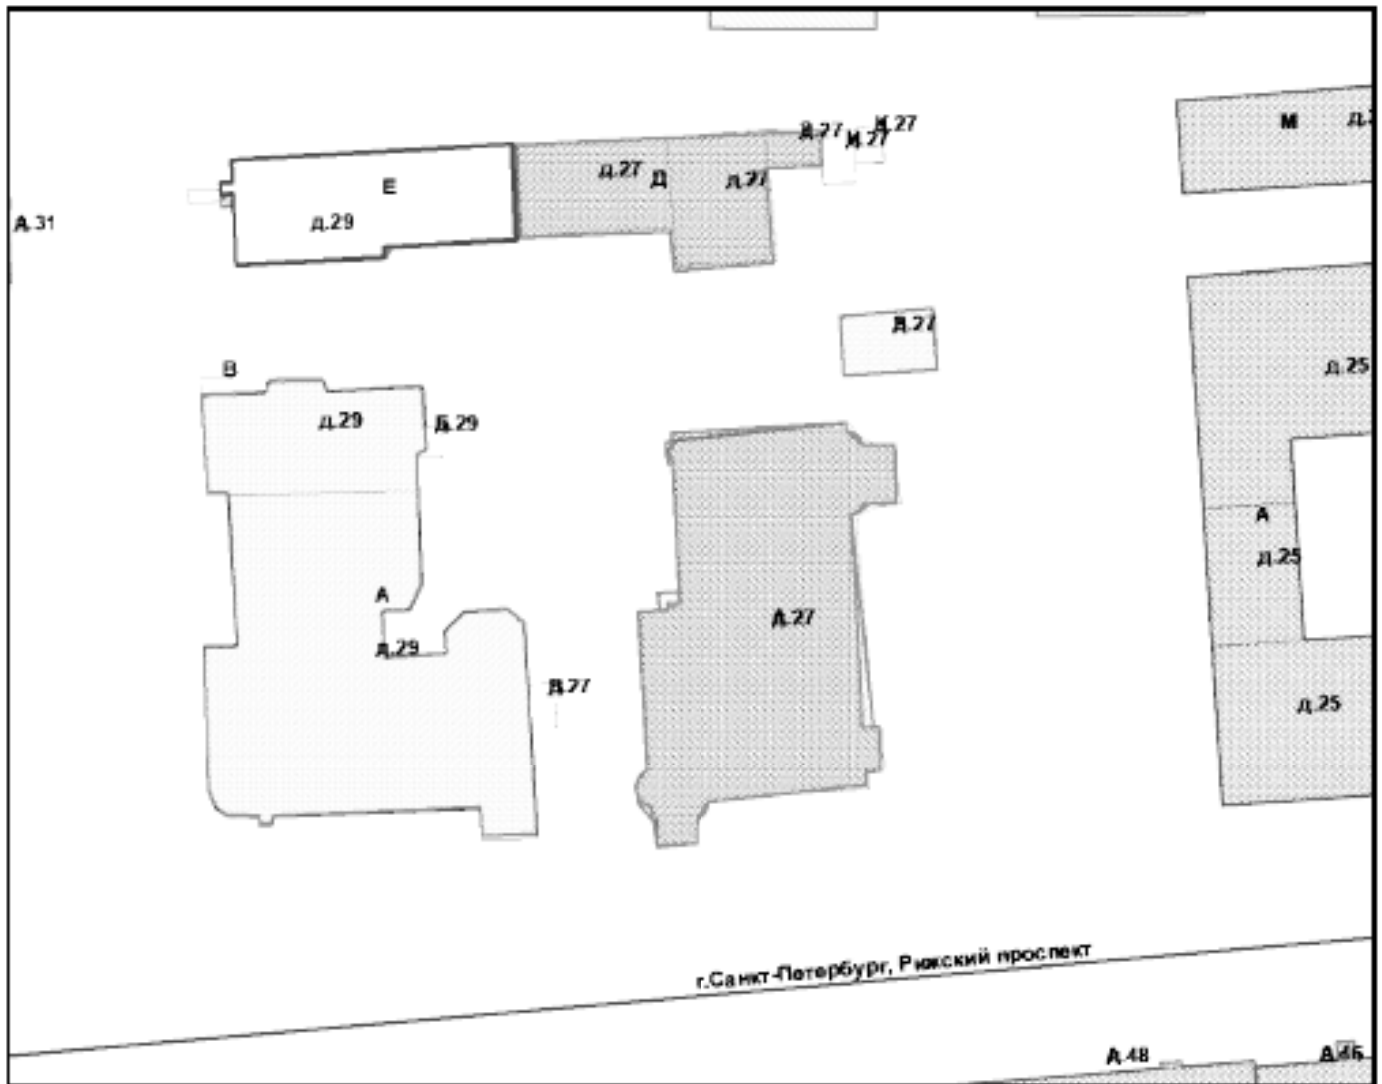 д.27
И.27
И.27
М
д.27
Д
д.27
Е
д.29
А.31
д.27
В
д.25
д.29
Б.29
А
д.25
А
А.27
д.29
В.27
д.25
г.Санкт-Петербург, Рижский проспект
А.48